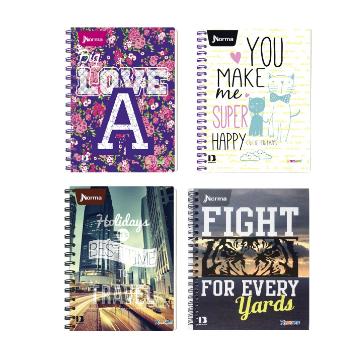 Norma
Big
LOVE
A
Norma
YOU
MAKE
me
SUPER
HAPPY
Norma
Holidays
BEST TIME
TO
TRAVEL
Norma
FIGHT
FOR EVERY
Yards